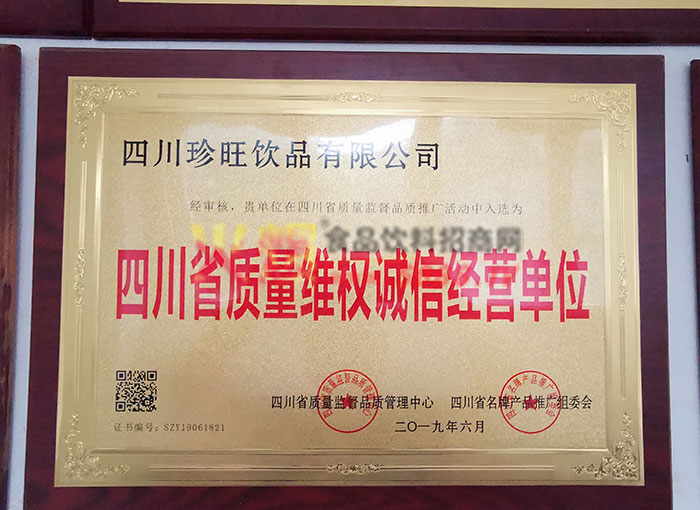 四川珍旺饮品有限公司
经审核，贵单位在四川省质量监督品质推广活动中入选为
食品饮料招商网
四川省质量维权诚信经营单位
四川省质量监督品质管理中心 四川省名牌产品推广组委会
二〇一九年六月
证书编号：SZY19061821